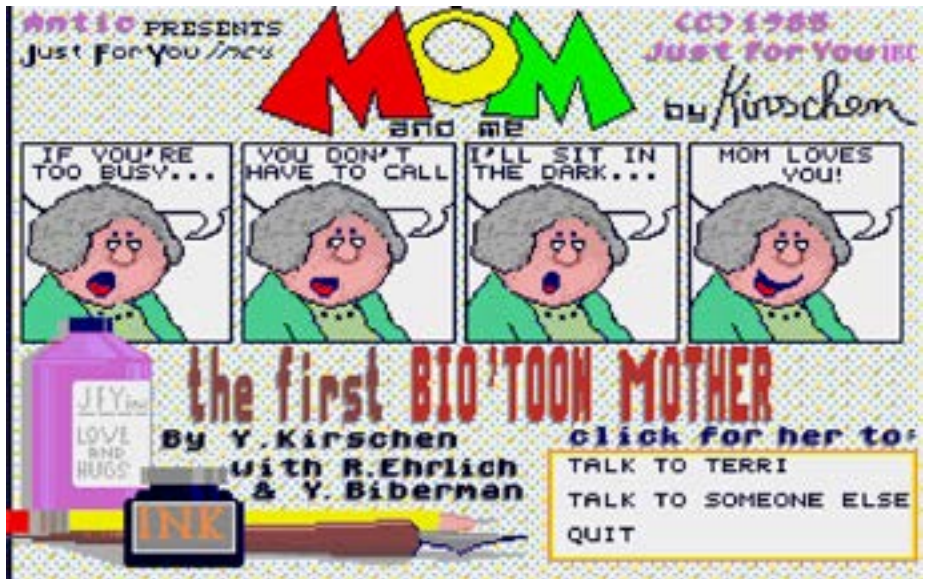 Antic PRESENTS
Just For You inc's
MOM
and me
(C) 1985
Just For You inc
by Kirschen
IF YOU'RE
TOO BUSY...
YOU DON'T
HAVE TO CALL
I'LL SIT IN
THE DARK...
MOM LOVES
YOU!
the first BIO'TOON MOTHER
By Y.Kirschen
with R.Ehrlich
& Y. Biberman
JFY inc
LOVE
AND
HUGS
INK
click for her to:
TALK TO TERRI
TALK TO SOMEONE ELSE
QUIT